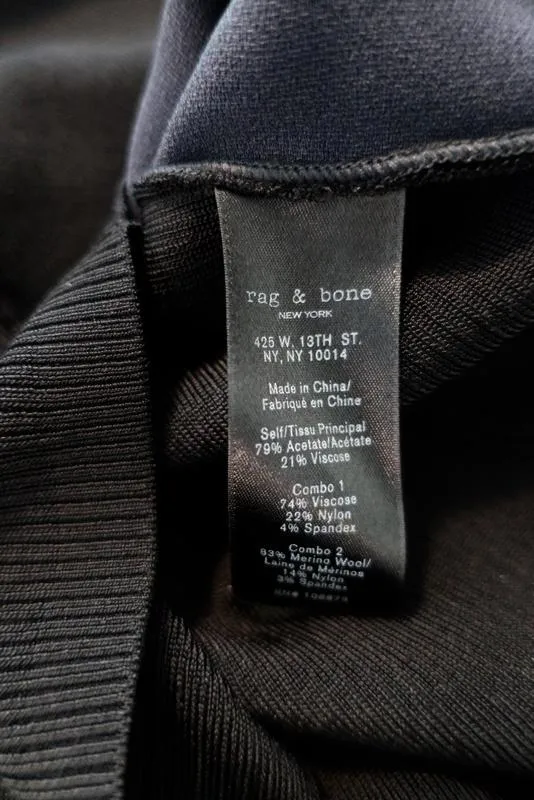 rag & bone
NEW YORK
425 W. 13TH ST.
NY, NY 10014
Made in China/
Fabriqué en Chine
Self/Tissu Principal
79% Acetate/Acétate
21% Viscose
Combo 1
74% Viscose
22% Nylon
4% Spandex
Combo 2
83% Merino Wool/
Laine de Mérinos
14% Nylon
3% Spandex
RN#